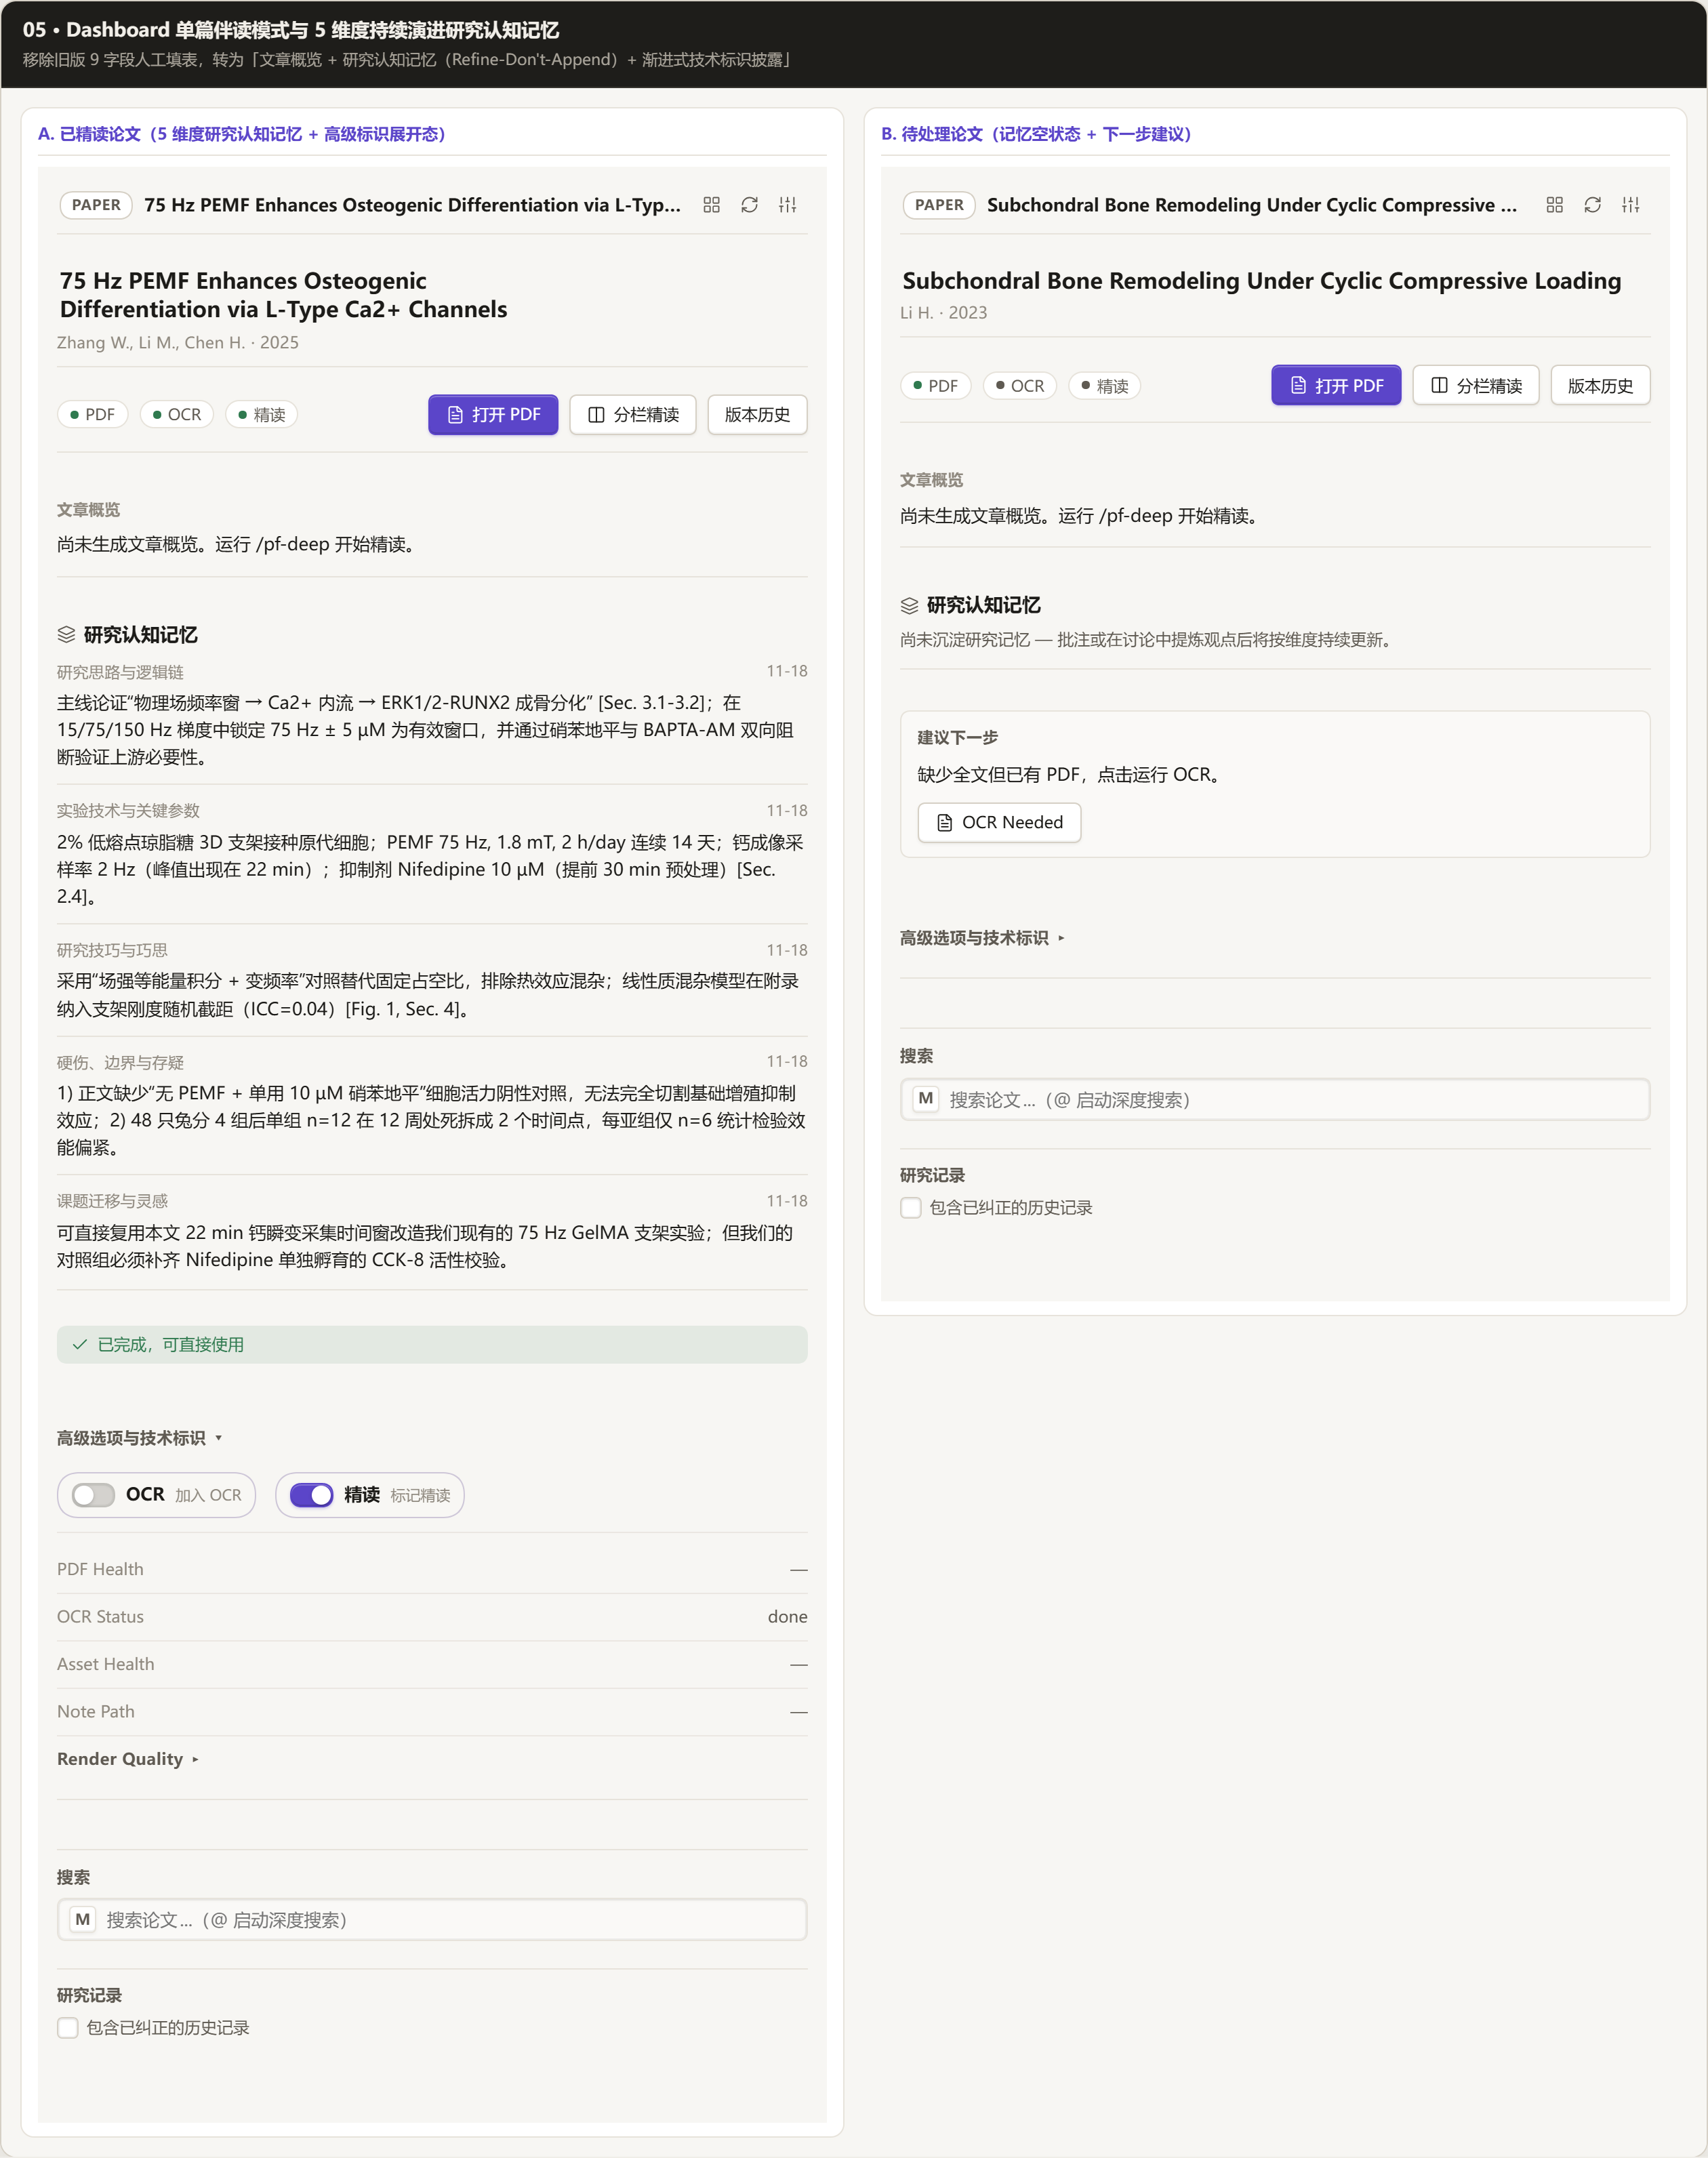 05 • Dashboard 单篇伴读模式与 5 维度持续演进研究认知记忆
移除旧版 9 字段人工填表，转为「文章概览 + 研究认知记忆（Refine-Don't-Append）+ 渐进式技术标识披露」
A. 已精读论文（5 维度研究认知记忆 + 高级标识展开态）
PAPER 75 Hz PEMF Enhances Osteogenic Differentiation via L-Typ...
75 Hz PEMF Enhances Osteogenic
Differentiation via L-Type Ca2+ Channels
Zhang W., Li M., Chen H. · 2025
PDF OCR 精读 打开 PDF 分栏精读 版本历史
文章概览
尚未生成文章概览。运行 /pf-deep 开始精读。
研究认知记忆
研究思路与逻辑链 11-18
主线论证“物理场频率窗 → Ca2+ 内流 → ERK1/2-RUNX2 成骨分化” [Sec. 3.1-3.2]；在
15/75/150 Hz 梯度中锁定 75 Hz ± 5 μM 为有效窗口，并通过硝苯地平与 BAPTA-AM 双向阻
断验证上游必要性。
实验技术与关键参数 11-18
2% 低熔点琼脂糖 3D 支架接种原代细胞；PEMF 75 Hz, 1.8 mT, 2 h/day 连续 14 天；钙成像采
样率 2 Hz（峰值出现在 22 min）；抑制剂 Nifedipine 10 μM（提前 30 min 预处理）[Sec.
2.4]。
研究技巧与巧思 11-18
采用“场强等能量积分 + 变频率”对照替代固定占空比，排除热效应混杂；线性质混杂模型在附录
纳入支架刚度随机截距（ICC=0.04）[Fig. 1, Sec. 4]。
硬伤、边界与存疑 11-18
1) 正文缺少“无 PEMF + 单用 10 μM 硝苯地平”细胞活力阴性对照，无法完全切割基础增殖抑制
效应；2) 48 只兔分 4 组后单组 n=12 在 12 周处死拆成 2 个时间点，每亚组仅 n=6 统计检验效
能偏紧。
课题迁移与灵感 11-18
可直接复用本文 22 min 钙瞬变采集时间窗改造我们现有的 75 Hz GelMA 支架实验；但我们的
对照组必须补齐 Nifedipine 单独孵育的 CCK-8 活性校验。
已完成，可直接使用
高级选项与技术标识 ▾
OCR 加入 OCR 精读 标记精读
PDF Health —
OCR Status done
Asset Health —
Note Path —
Render Quality ▸
搜索
M 搜索论文...（@ 启动深度搜索）
研究记录
包含已纠正的历史记录
B. 待处理论文（记忆空状态 + 下一步建议）
PAPER Subchondral Bone Remodeling Under Cyclic Compressive ...
Subchondral Bone Remodeling Under Cyclic Compressive Loading
Li H. · 2023
PDF OCR 精读 打开 PDF 分栏精读 版本历史
文章概览
尚未生成文章概览。运行 /pf-deep 开始精读。
研究认知记忆
尚未沉淀研究记忆 — 批注或在讨论中提炼观点后将按维度持续更新。
建议下一步
缺少全文但已有 PDF，点击运行 OCR。
OCR Needed
高级选项与技术标识 ▸
搜索
M 搜索论文...（@ 启动深度搜索）
研究记录
包含已纠正的历史记录